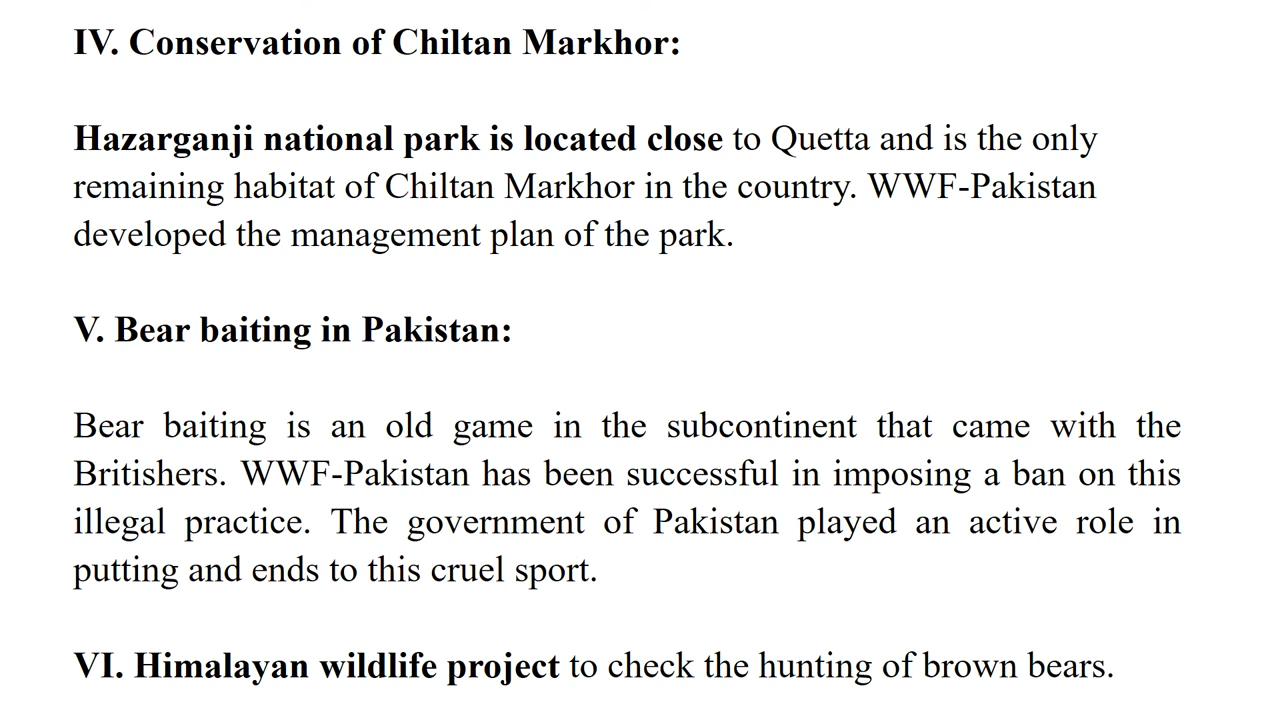 IV. Conservation of Chiltan Markhor:
Hazarganji national park is located close to Quetta and is the only
remaining habitat of Chiltan Markhor in the country. WWF-Pakistan
developed the management plan of the park.
V. Bear baiting in Pakistan:
Bear baiting is an old game in the subcontinent that came with the
Britishers. WWF-Pakistan has been successful in imposing a ban on this
illegal practice. The government of Pakistan played an active role in
putting and ends to this cruel sport.
VI. Himalayan wildlife project to check the hunting of brown bears.